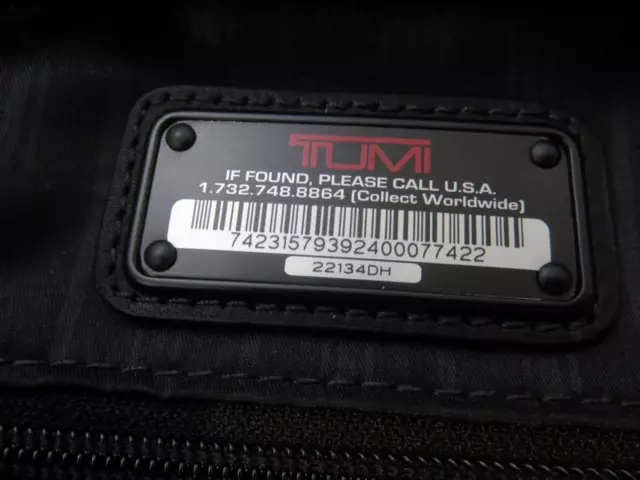 TUMI
IF FOUND, PLEASE CALL U.S.A.
1.732.748.8864 (Collect Worldwide)
74231579392400077422
22134DH